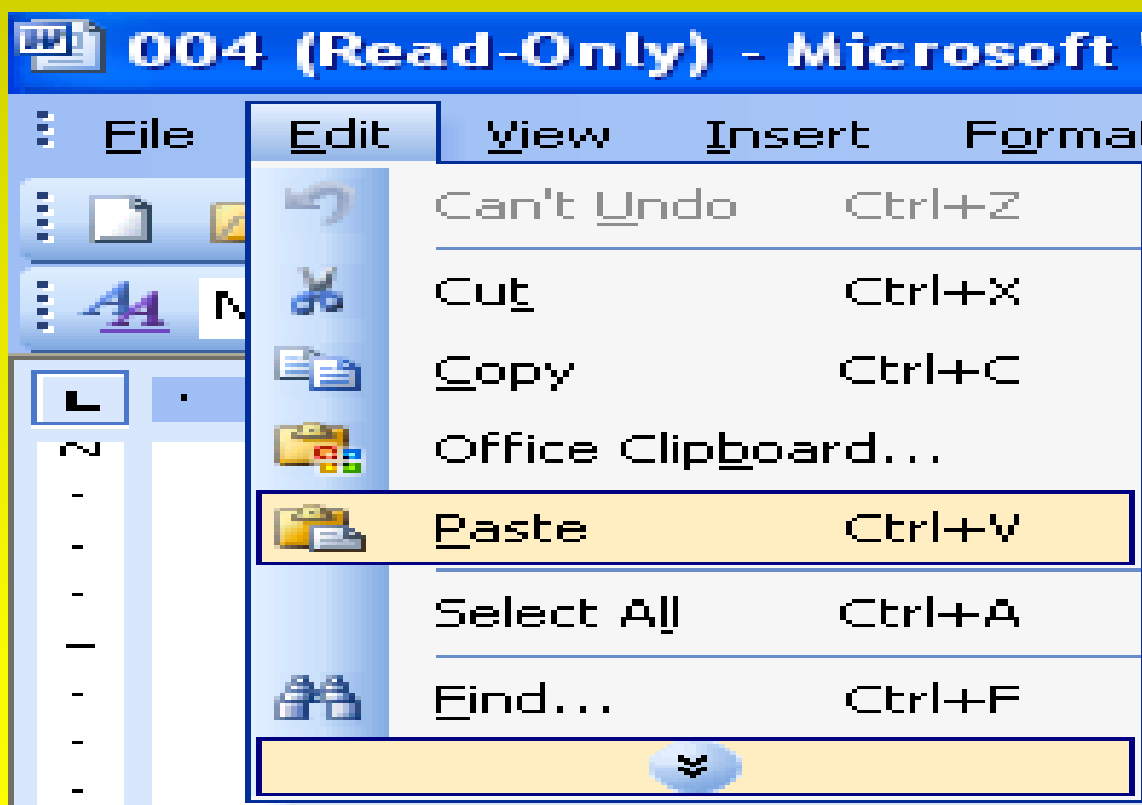 004 (Read-Only) - Microsoft
File Edit View Insert Forma
Can't Undo Ctrl+Z
Cut Ctrl+X
Copy Ctrl+C
Office Clipboard...
Paste Ctrl+V
Select All Ctrl+A
Find... Ctrl+F